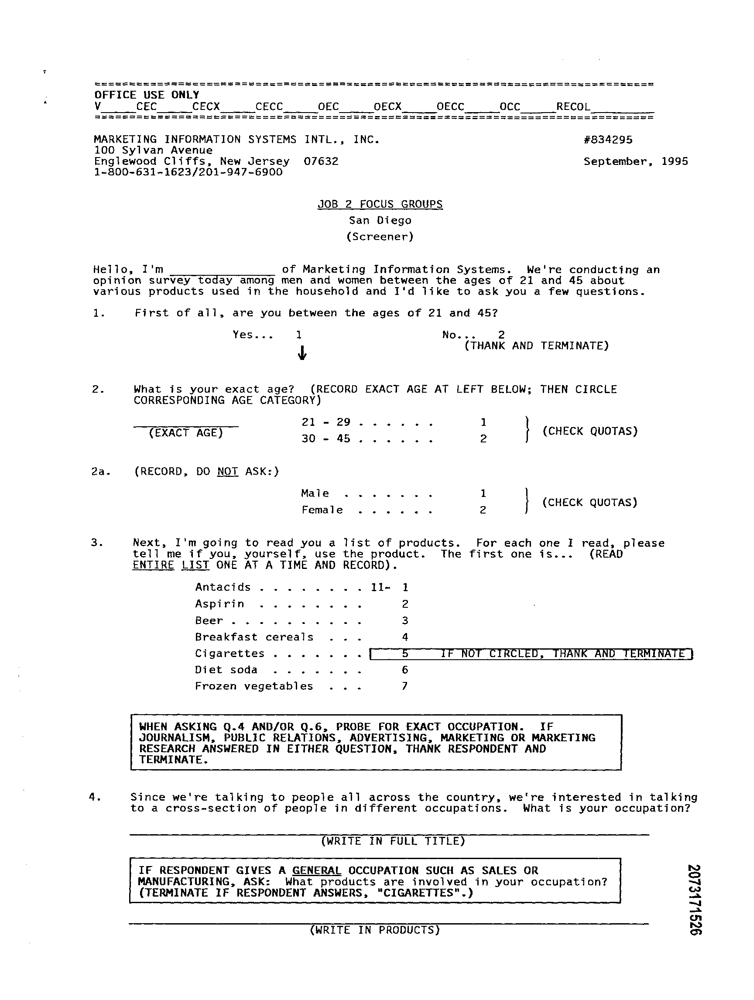 OFFICE USE ONLY
V____CEC____CECX____CECC____OEC____OECX____OECC____OCC____RECOL________
MARKETING INFORMATION SYSTEMS INTL., INC. #834295
100 Sylvan Avenue
Englewood Cliffs, New Jersey 07632 September, 1995
1-800-631-1623/201-947-6900
JOB 2 FOCUS GROUPS
San Diego
(Screener)
Hello, I'm ______________ of Marketing Information Systems. We're conducting an
opinion survey today among men and women between the ages of 21 and 45 about
various products used in the household and I'd like to ask you a few questions.
1. First of all, are you between the ages of 21 and 45?
Yes... 1 No... 2
(THANK AND TERMINATE)
2. What is your exact age? (RECORD EXACT AGE AT LEFT BELOW; THEN CIRCLE
CORRESPONDING AGE CATEGORY)
21 - 29 . . . . . . 1
(EXACT AGE) (CHECK QUOTAS)
30 - 45 . . . . . . 2
2a. (RECORD, DO NOT ASK:)
Male . . . . . . . 1
(CHECK QUOTAS)
Female . . . . . . 2
3. Next, I'm going to read you a list of products. For each one I read, please
tell me if you, yourself, use the product. The first one is... (READ
ENTIRE LIST ONE AT A TIME AND RECORD).
Antacids . . . . . . . . 11- 1
Aspirin . . . . . . . . 2
Beer . . . . . . . . . . 3
Breakfast cereals . . . 4
Cigarettes . . . . . . . 5 IF NOT CIRCLED, THANK AND TERMINATE
Diet soda . . . . . . . 6
Frozen vegetables . . . 7
WHEN ASKING Q.4 AND/OR Q.6, PROBE FOR EXACT OCCUPATION. IF
JOURNALISM, PUBLIC RELATIONS, ADVERTISING, MARKETING OR MARKETING
RESEARCH ANSWERED IN EITHER QUESTION, THANK RESPONDENT AND
TERMINATE.
4. Since we're talking to people all across the country, we're interested in talking
to a cross-section of people in different occupations. What is your occupation?
(WRITE IN FULL TITLE)
IF RESPONDENT GIVES A GENERAL OCCUPATION SUCH AS SALES OR
MANUFACTURING, ASK: What products are involved in your occupation?
(TERMINATE IF RESPONDENT ANSWERS, "CIGARETTES".)
(WRITE IN PRODUCTS)
2073171526